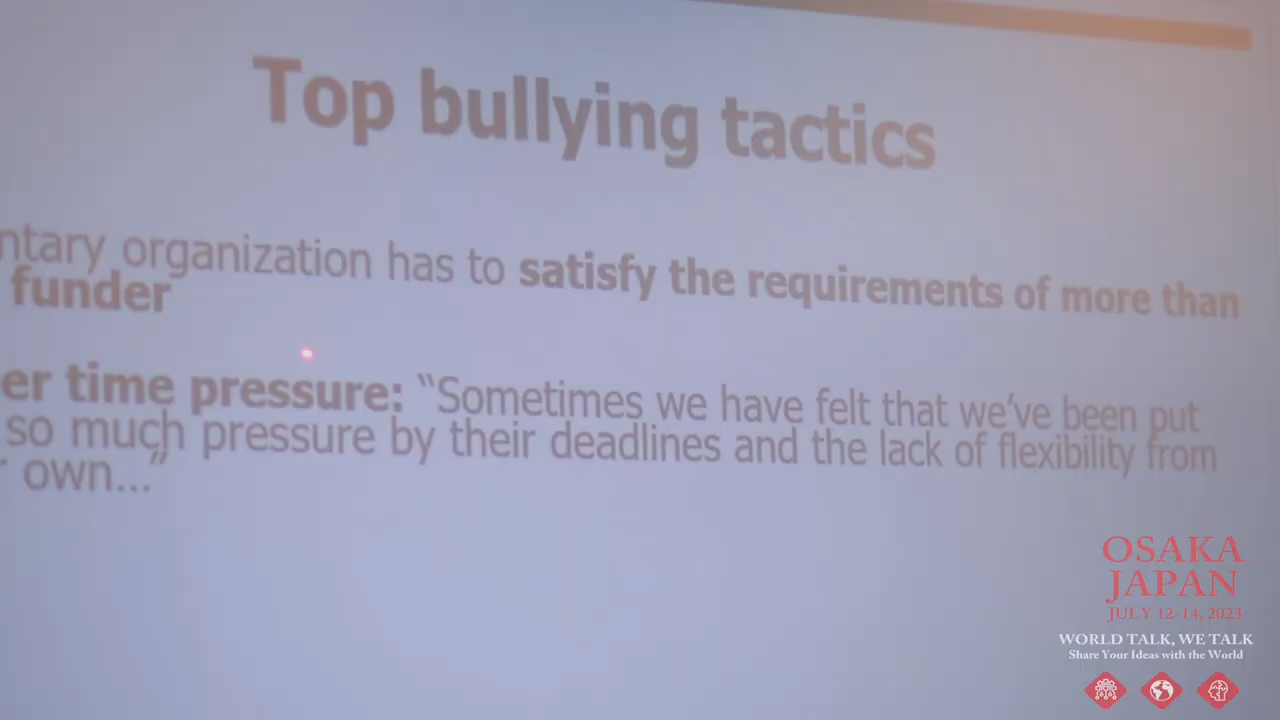 Top bullying tactics
ntary organization has to satisfy the requirements of more than
funder
er time pressure: “Sometimes we have felt that we’ve been put
so much pressure by their deadlines and the lack of flexibility from
own...”
OSAKA
JAPAN
JULY 12-14, 2023
WORLD TALK, WE TALK
Share Your Ideas with the World